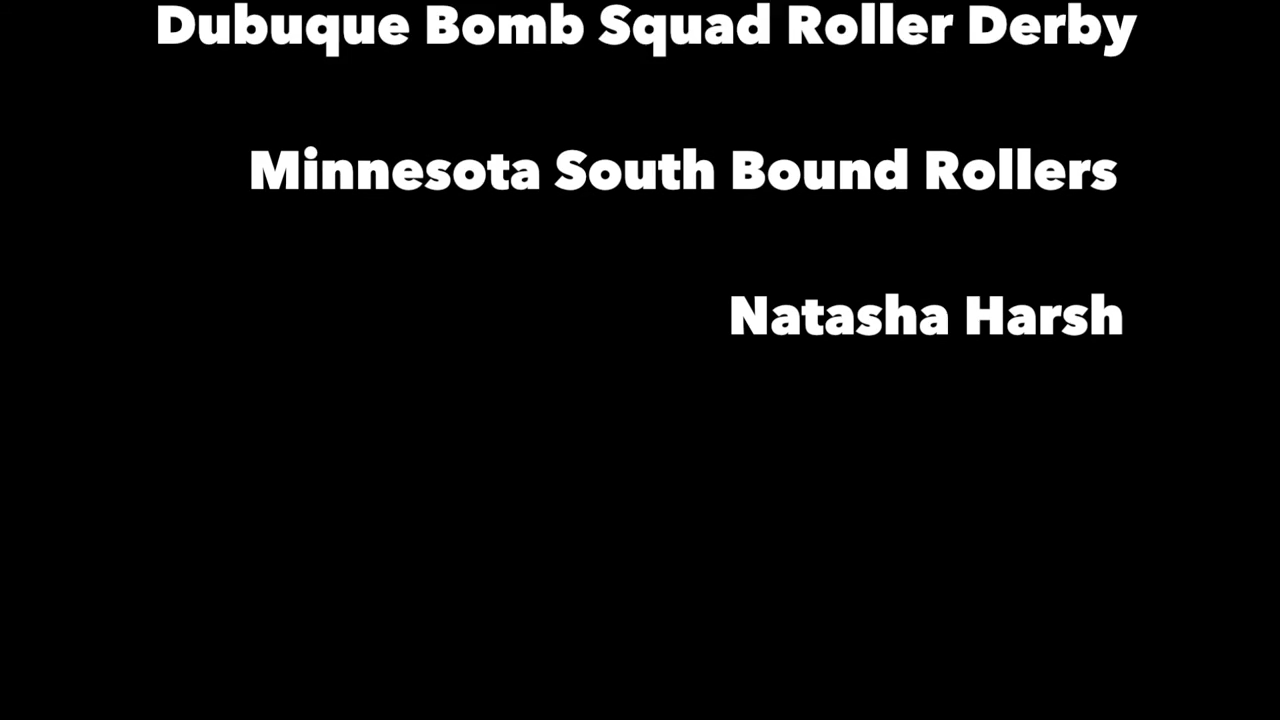 Dubuque Bomb Squad Roller Derby
Minnesota South Bound Rollers
Natasha Harsh